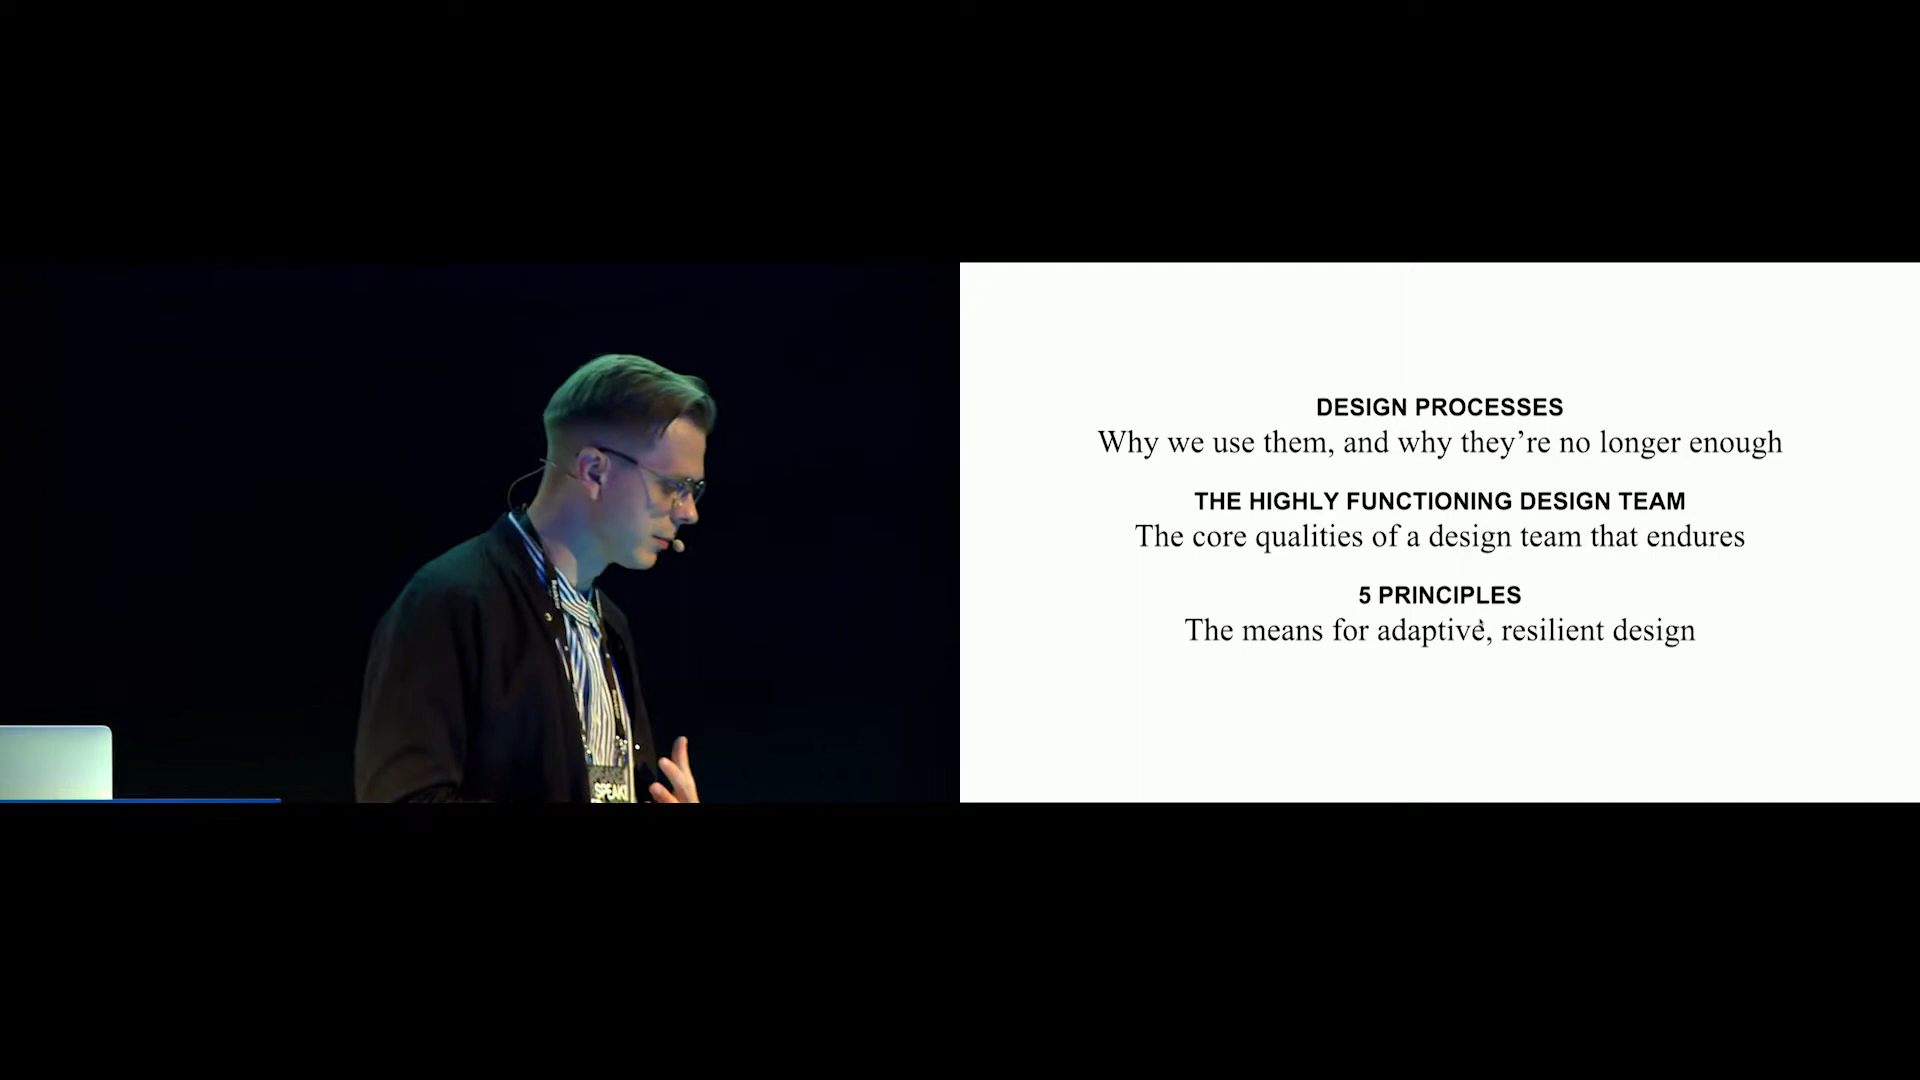 DESIGN PROCESSES
Why we use them, and why they’re no longer enough
THE HIGHLY FUNCTIONING DESIGN TEAM
The core qualities of a design team that endures
5 PRINCIPLES
The means for adaptive, resilient design
SPEAK